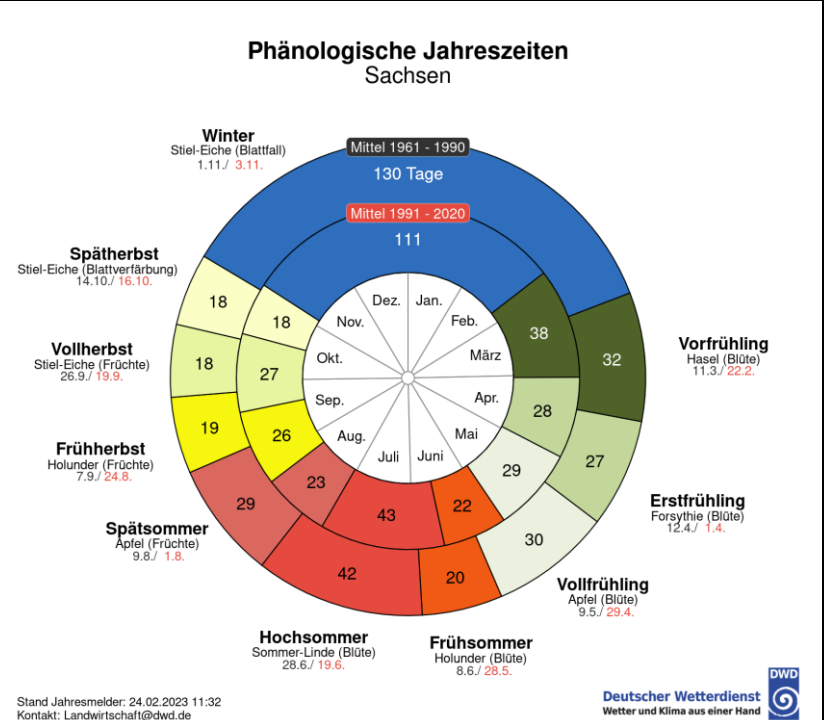 Phänologische Jahreszeiten
Sachsen
Winter
Stiel-Eiche (Blattfall)
1.11./ 3.11.
Mittel 1961 - 1990
130 Tage
Mittel 1991 - 2020
111
Spätherbst
Stiel-Eiche (Blattverfärbung)
14.10./ 16.10.
18
18
Vollherbst
Stiel-Eiche (Früchte)
26.9./ 19.9.
18
27
Frühherbst
Holunder (Früchte)
7.9./ 24.8.
19
26
Spätsommer
Apfel (Früchte)
9.8./ 1.8.
29
23
Hochsommer
Sommer-Linde (Blüte)
28.6./ 19.6.
42
43
Frühsommer
Holunder (Blüte)
8.6./ 28.5.
20
22
Vollfrühling
Apfel (Blüte)
9.5./ 29.4.
30
29
Erstfrühling
Forsythie (Blüte)
12.4./ 1.4.
27
28
Vorfrühling
Hasel (Blüte)
11.3./ 22.2.
32
38
Jan.
Feb.
März
Apr.
Mai
Juni
Juli
Aug.
Sep.
Okt.
Nov.
Dez.
Stand Jahresmelder: 24.02.2023 11:32
Kontakt: Landwirtschaft@dwd.de
Deutscher Wetterdienst
Wetter und Klima aus einer Hand
DWD